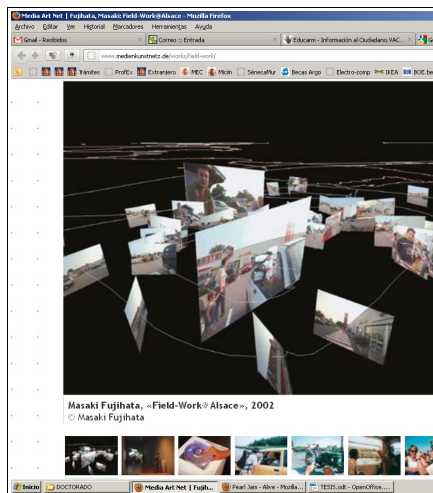 Media Art Net | Fujihata, Masaki: Field-Work@Alsace - Mozilla Firefox
Archivo Editar Ver Historial Marcadores Herramientas Ayuda
Gmail - Recibidos Correo :: Entrada Educarm - Información al Ciudadano. VAC...
www.medienkunstnetz.de/works/field-work/
Trámites ProfEx Extranjero MEC Micin SénecaMur Becas Argo Electro-comp IKEA BOE.be
Masaki Fujihata, «Field-Work@Alsace», 2002
© Masaki Fujihata
Inicio DOCTORADO Media Art Net | Fujih... Pearl Jam - Alive - Mozilla... TESIS.odt - OpenOffice....